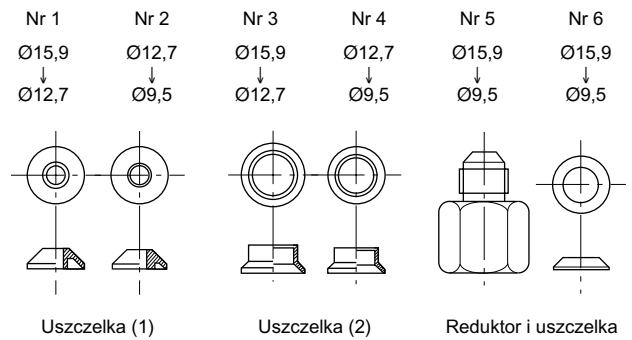 Nr 1 Nr 2 Nr 3 Nr 4 Nr 5 Nr 6
Ø15,9 Ø12,7 Ø15,9 Ø12,7 Ø15,9 Ø15,9
↓ ↓ ↓ ↓ ↓ ↓
Ø12,7 Ø9,5 Ø12,7 Ø9,5 Ø9,5 Ø9,5
Uszczelka (1) Uszczelka (2) Reduktor i uszczelka